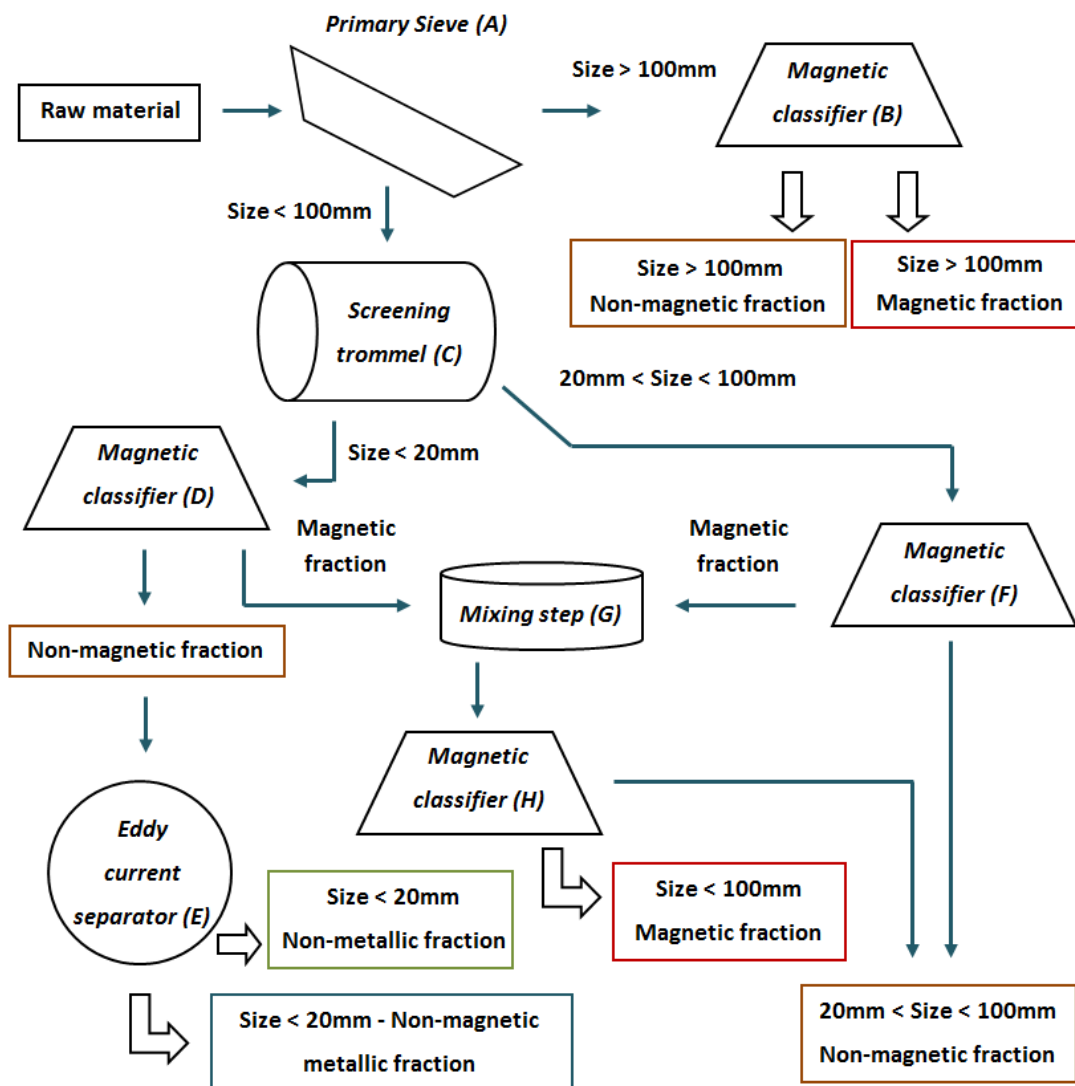 Primary Sieve (A)
Raw material
Size > 100mm
Magnetic
classifier (B)
Size < 100mm
Size > 100mm
Non-magnetic fraction
Size > 100mm
Magnetic fraction
Screening
trommel (C)
20mm < Size < 100mm
Size < 20mm
Magnetic
classifier (D)
Magnetic
fraction
Magnetic
fraction
Magnetic
classifier (F)
Mixing step (G)
Non-magnetic fraction
Magnetic
classifier (H)
Eddy
current
separator (E)
Size < 20mm
Non-metallic fraction
Size < 100mm
Magnetic fraction
Size < 20mm - Non-magnetic
metallic fraction
20mm < Size < 100mm
Non-magnetic fraction